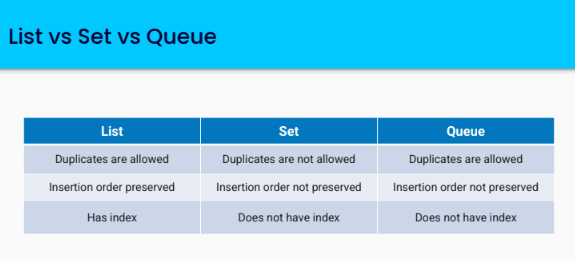 List vs Set vs Queue
List Set Queue
Duplicates are allowed Duplicates are not allowed Duplicates are allowed
Insertion order preserved Insertion order not preserved Insertion order not preserved
Has index Does not have index Does not have index